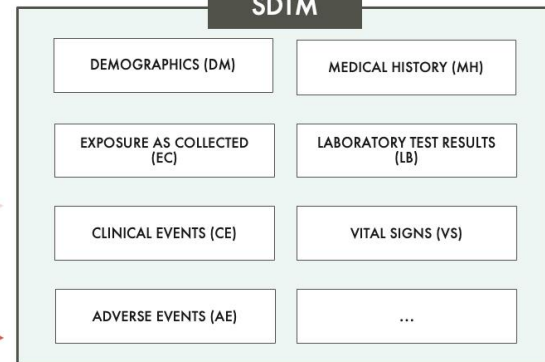 SDTM
DEMOGRAPHICS (DM)
MEDICAL HISTORY (MH)
EXPOSURE AS COLLECTED
(EC)
LABORATORY TEST RESULTS
(LB)
CLINICAL EVENTS (CE)
VITAL SIGNS (VS)
ADVERSE EVENTS (AE)
...